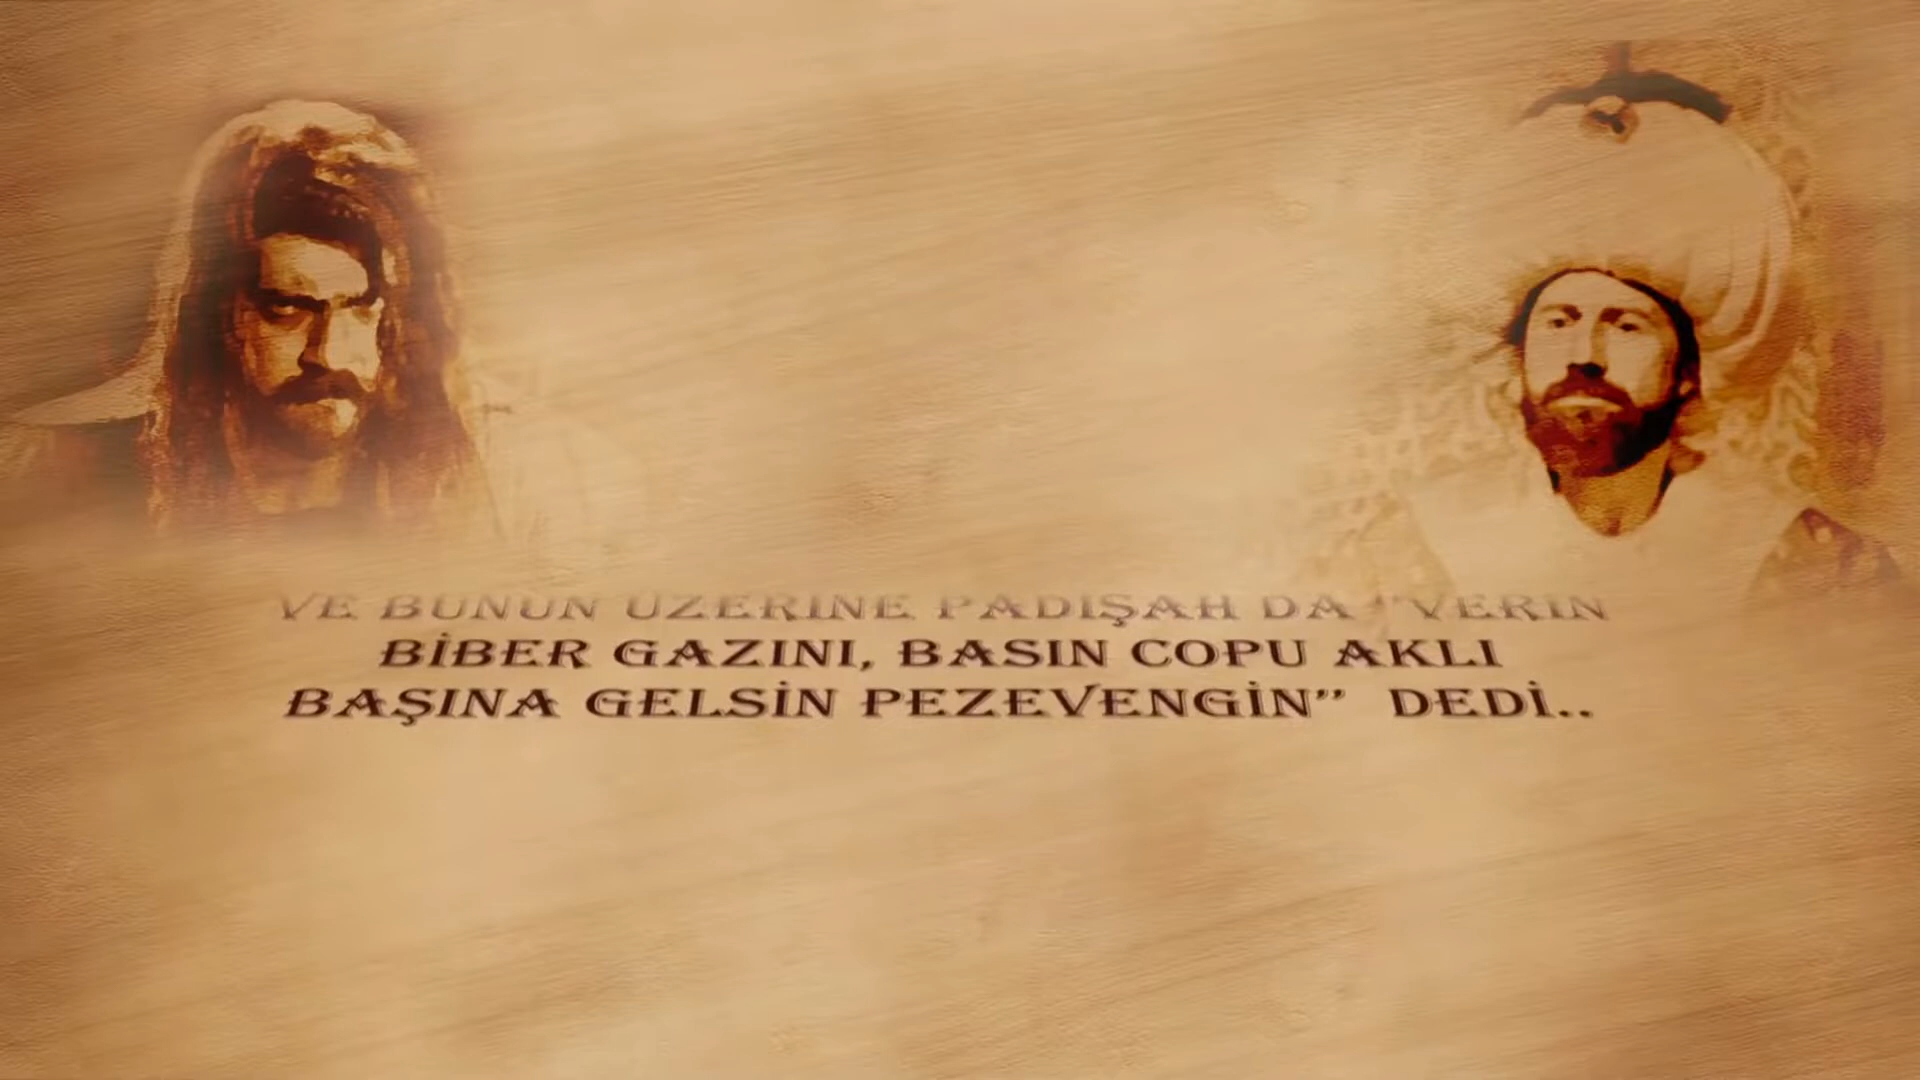 VE BUNUN ÜZERİNE PADİŞAH DA "VERİN
BİBER GAZINI, BASIN COPU AKLI
BAŞINA GELSİN PEZEVENGİN" DEDİ..